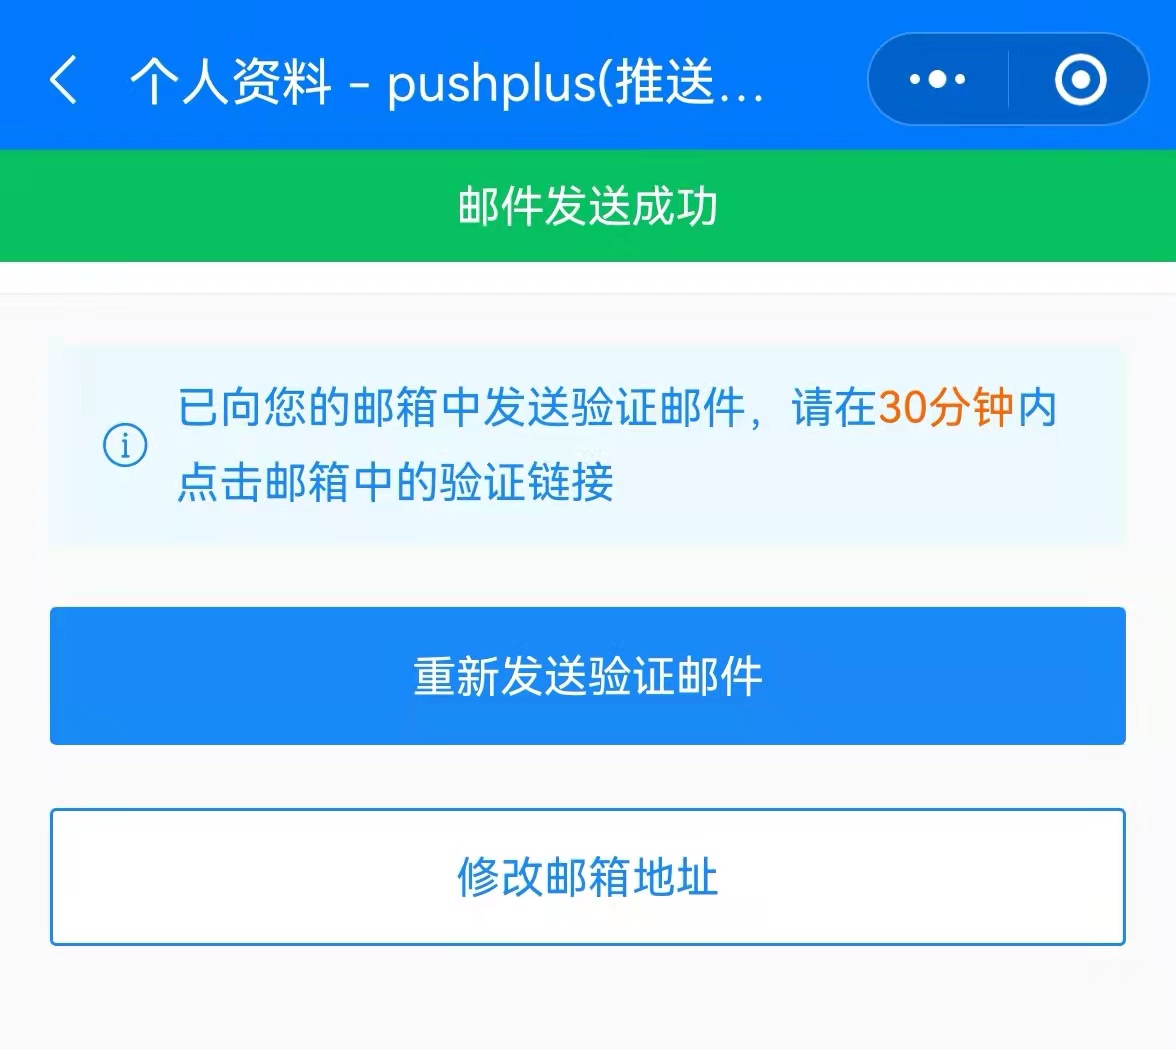 个人资料 - pushplus(推送...
邮件发送成功
已向您的邮箱中发送验证邮件，请在30分钟内
点击邮箱中的验证链接
重新发送验证邮件
修改邮箱地址